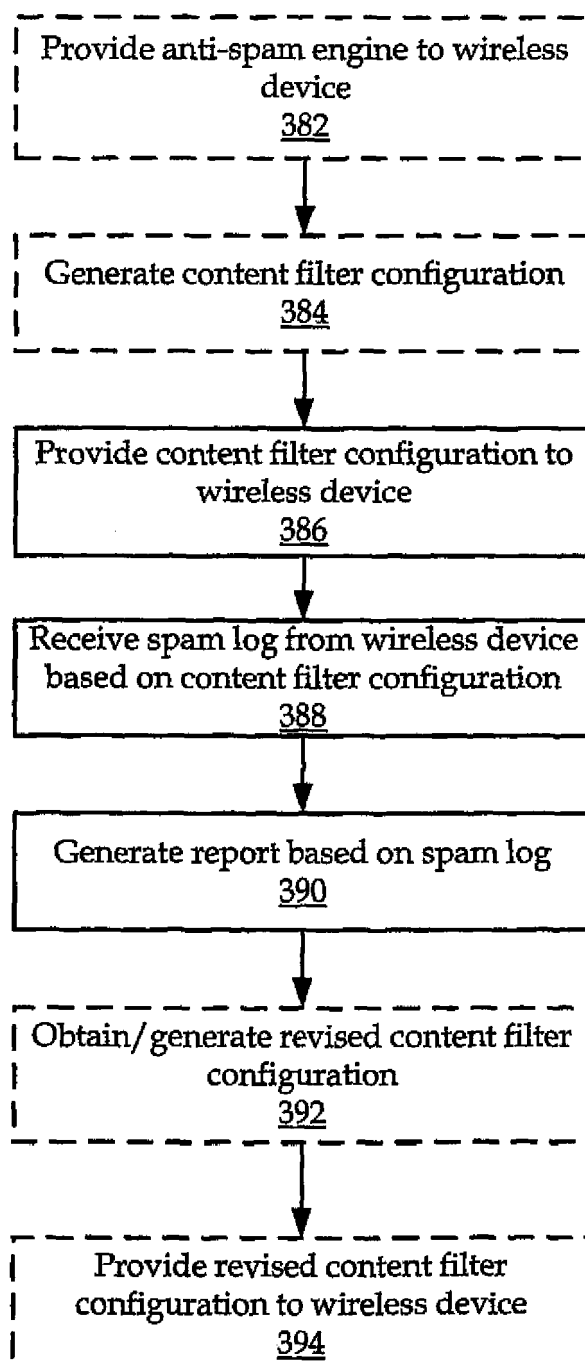 Provide anti-spam engine to wireless
device
382
Generate content filter configuration
384
Provide content filter configuration to
wireless device
386
Receive spam log from wireless device
based on content filter configuration
388
Generate report based on spam log
390
Obtain/generate revised content filter
configuration
392
Provide revised content filter
configuration to wireless device
394